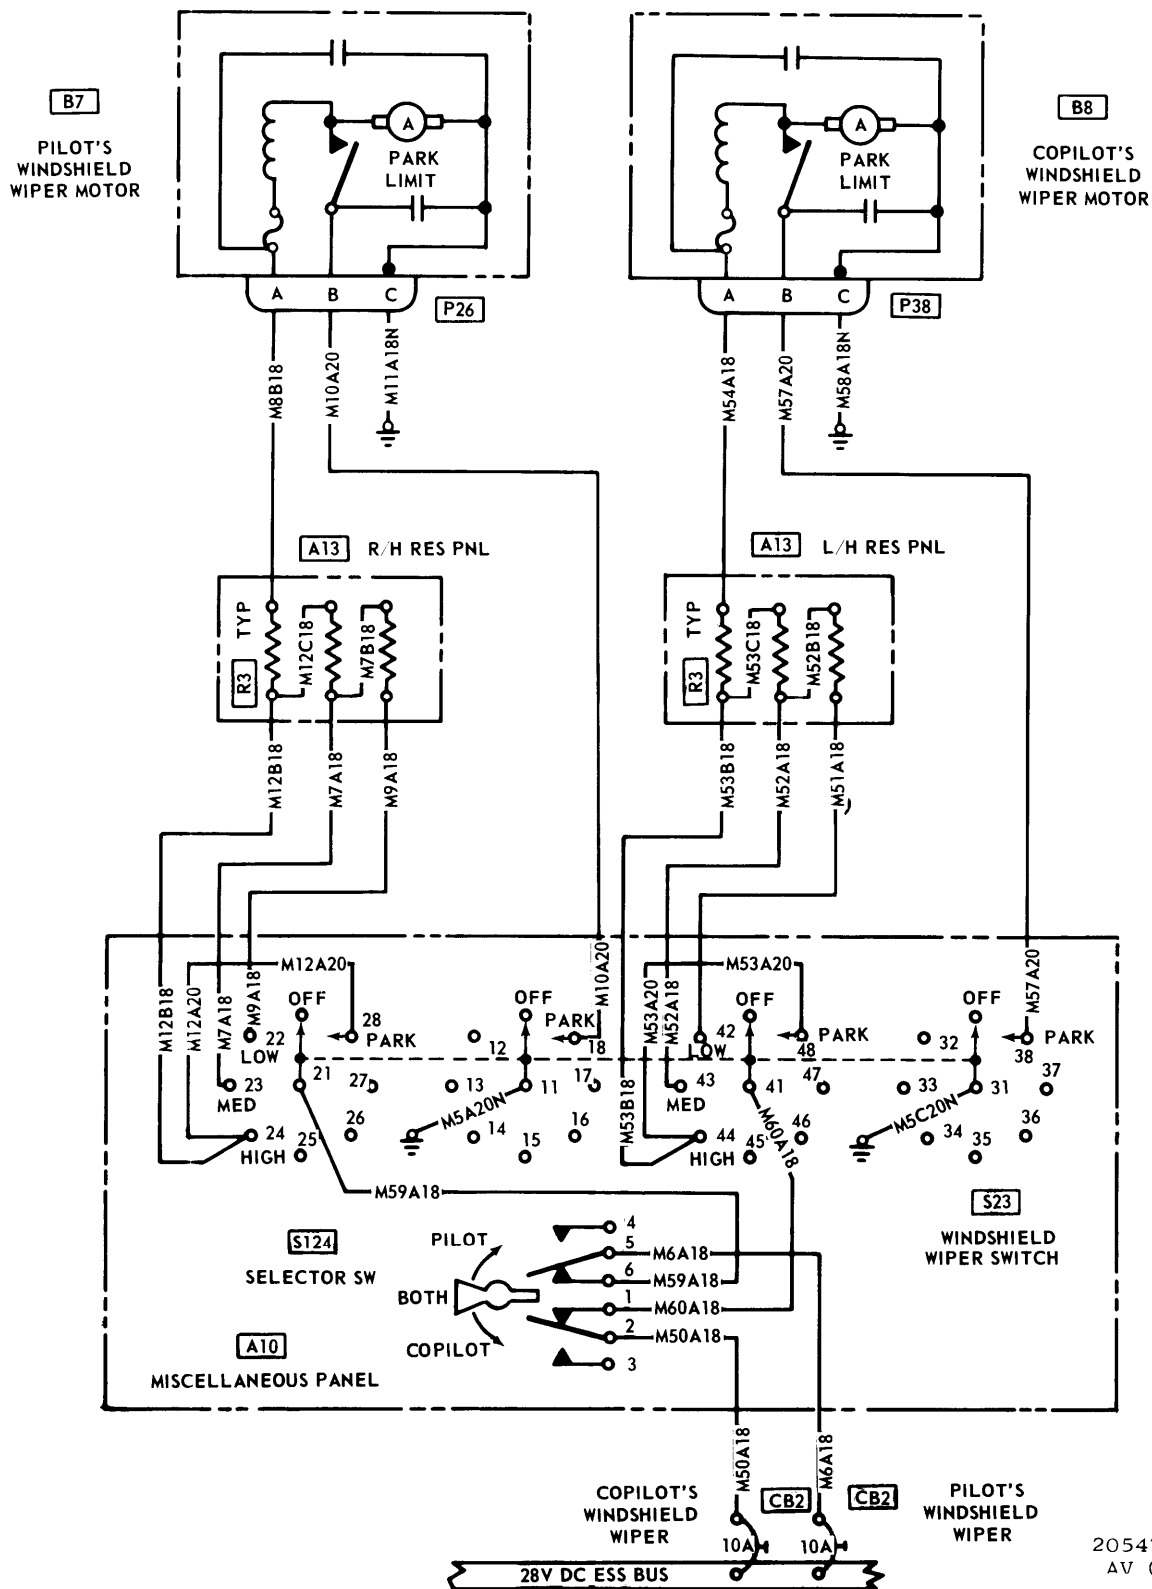 B7
PILOT'S
WINDSHIELD
WIPER MOTOR
A
PARK
LIMIT
A B C
P26
B8
COPILOT'S
WINDSHIELD
WIPER MOTOR
A
PARK
LIMIT
A B C
P38
M8B18
M10A20
M11A18N
M54A18
M57A20
M58A18N
A13 R/H RES PNL
TYP
R3
M12C18
M7B18
A13 L/H RES PNL
TYP
R3
M53C18
M52B18
M12B18
M7A18
M9A18
M53B18
M52A18
M51A18
M12A20
M10A20
M53A20
M57A20
M12B18
M12A20
M7A18
M9A18
M53B18
M53A20
M52A18
OFF
22
LOW
28
PARK
23
MED
21
27
24
HIGH
25
26
OFF
12
PARK
18
13
11
17
M5A20N
14
15
16
OFF
42
LOW
48
PARK
43
MED
41
47
44
HIGH
45
46
M60A18
OFF
32
38
PARK
33
31
37
M5C20N
34
35
36
M59A18
S23
WINDSHIELD
WIPER SWITCH
S124
SELECTOR SW
PILOT
BOTH
COPILOT
4
5
M6A18
6
M59A18
1
M60A18
2
M50A18
3
A10
MISCELLANEOUS PANEL
M50A18
M6A18
COPILOT'S
WINDSHIELD
WIPER
CB2
CB2
PILOT'S
WINDSHIELD
WIPER
10A
10A
28V DC ESS BUS
2054
AV